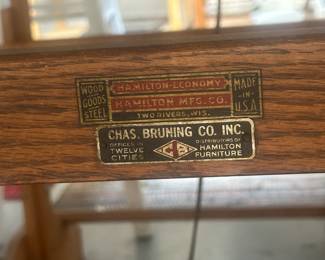 WOOD
GOODS
STEEL
HAMILTON-ECONOMY
HAMILTON MFG. CO.
TWO RIVERS, WIS.
MADE
-IN-
U.S.A
CHAS. BRUNING CO. INC.
OFFICES IN
TWELVE
CITIES
DISTRIBUTORS OF
HAMILTON
FURNITURE